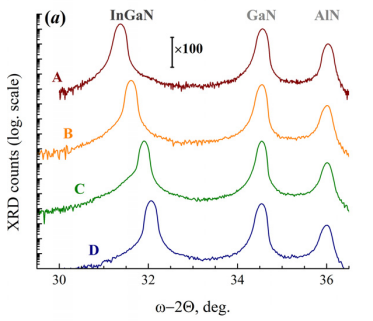 (a)
InGaN
GaN
AlN
×100
A
B
C
D
XRD counts (log. scale)
30
32
34
36
ω−2Θ, deg.